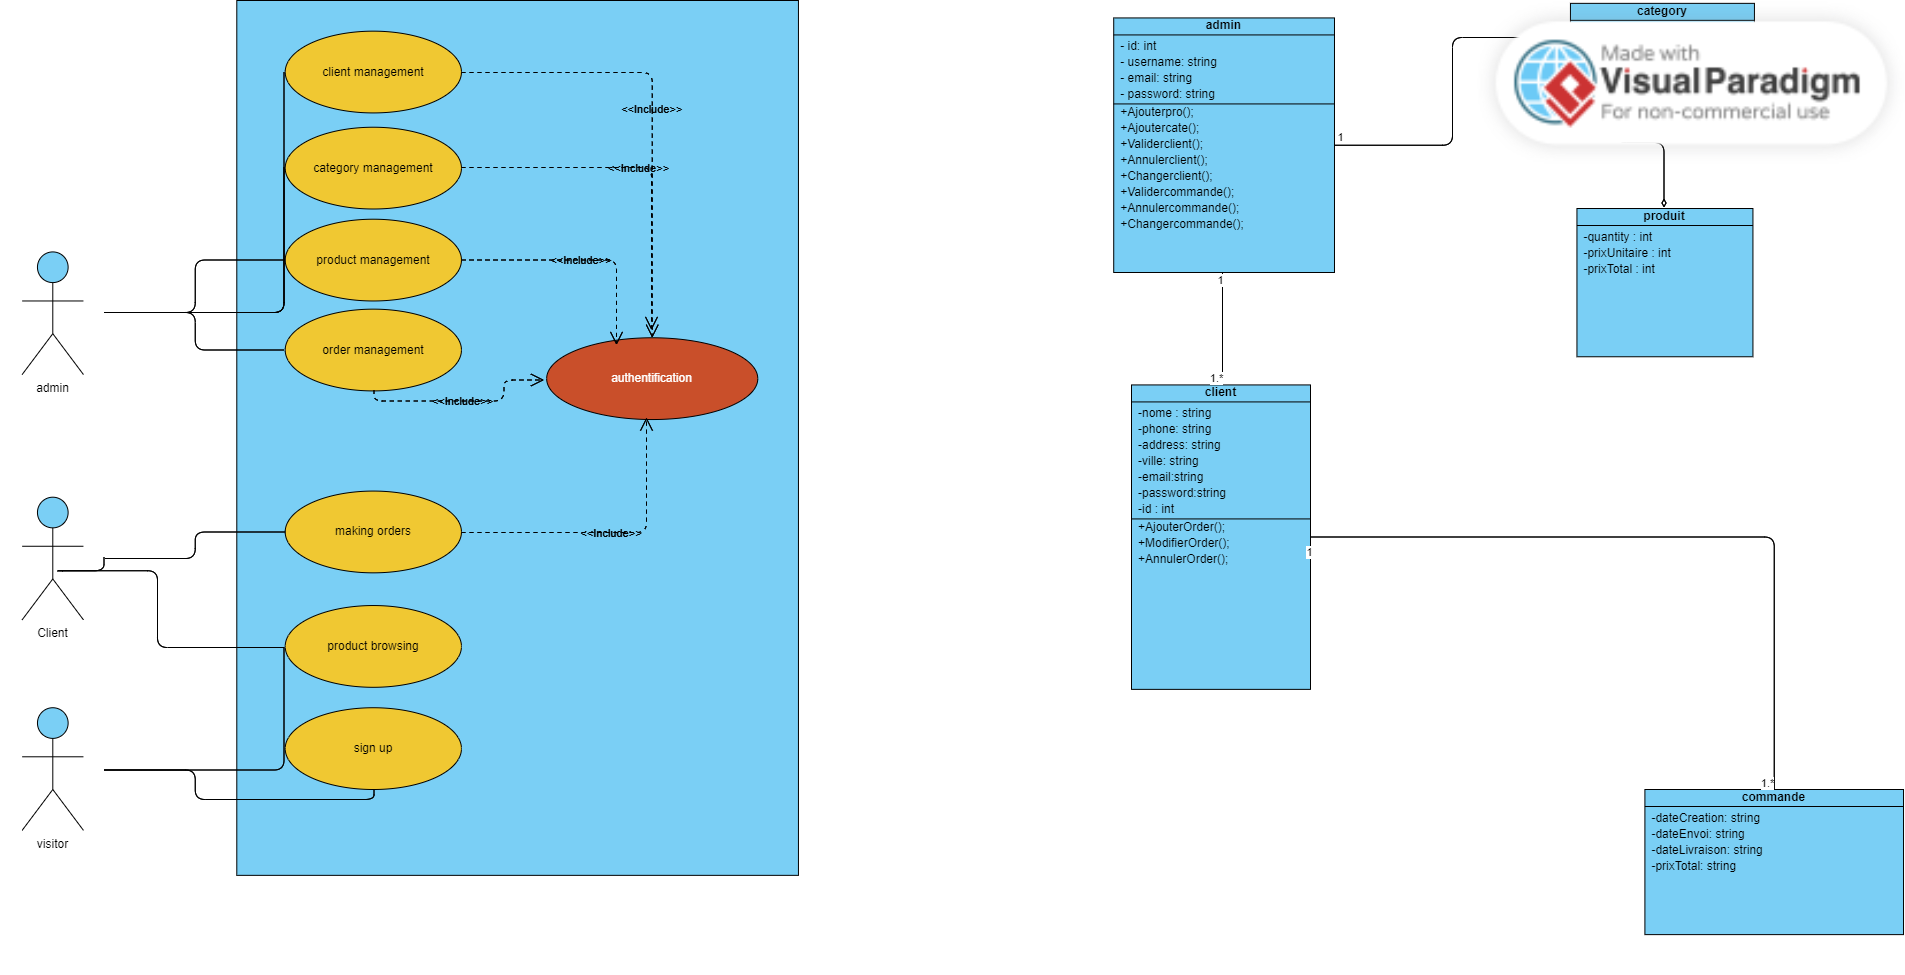 client management
<<Include>>
category management
<<Include>>
product management
<<Include>>
order management
<<Include>>
authentification
admin
making orders
<<Include>>
Client
product browsing
sign up
visitor
admin
- id: int
- username: string
- email: string
- password: string
+Ajouterpro();
+Ajoutercate();
+Validerclient();
+Annulerclient();
+Changerclient();
+Validercommande();
+Annulercommande();
+Changercommande();
1
1
1.*
category
Made with
Visual Paradigm
For non-commercial use
produit
-quantity : int
-prixUnitaire : int
-prixTotal : int
client
-nome : string
-phone: string
-address: string
-ville: string
-email:string
-password:string
-id : int
+AjouterOrder();
+ModifierOrder();
+AnnulerOrder();
1
1.*
commande
-dateCreation: string
-dateEnvoi: string
-dateLivraison: string
-prixTotal: string